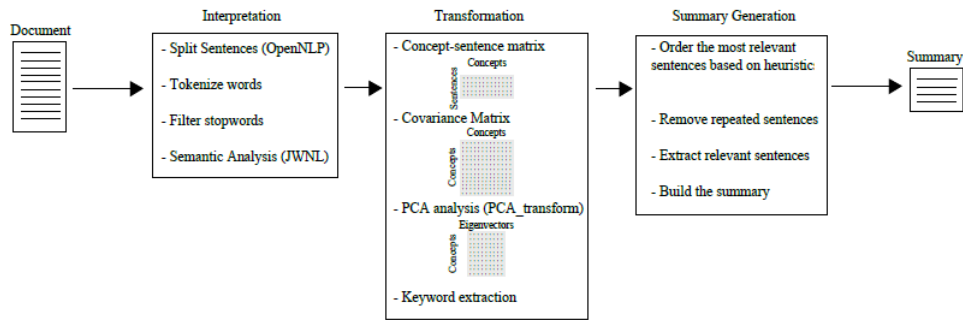 Document
Interpretation
- Split Sentences (OpenNLP)
- Tokenize words
- Filter stopwords
- Semantic Analysis (JWNL)
Transformation
- Concept-sentence matrix
Concepts
Sentences
- Covariance Matrix
Concepts
Concepts
- PCA analysis (PCA_transform)
Eigenvectors
Concepts
- Keyword extraction
Summary Generation
- Order the most relevant
sentences based on heuristic:
- Remove repeated sentences
- Extract relevant sentences
- Build the summary
Summary